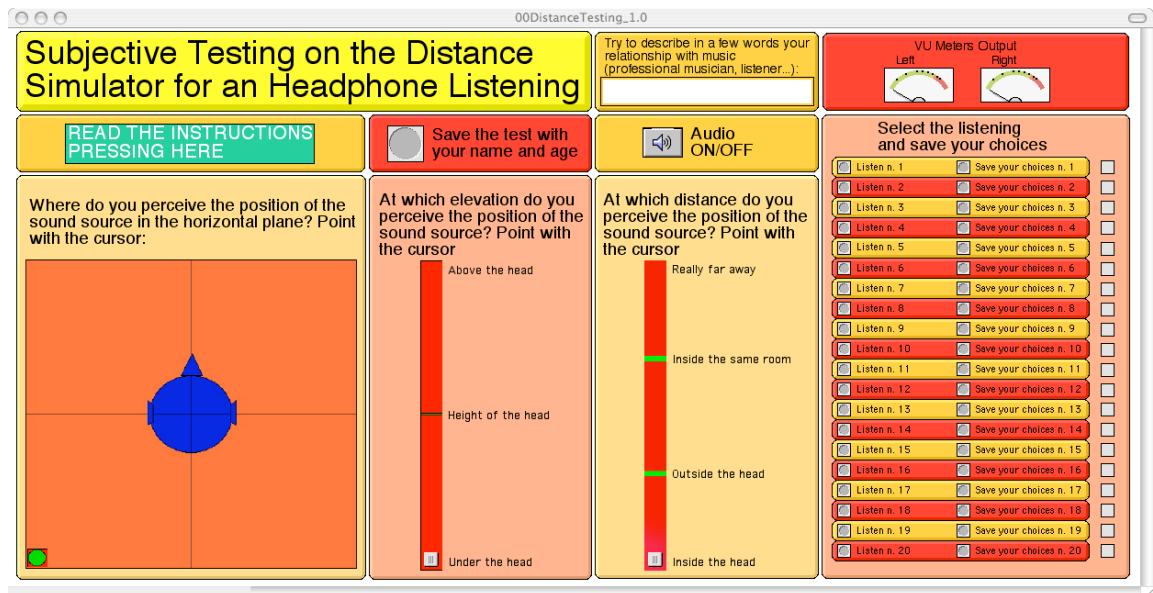 00DistanceTesting_1.0
Subjective Testing on the Distance
Simulator for an Headphone Listening
Try to describe in a few words your
relationship with music
(professional musician, listener...):
VU Meters Output
Left
Right
READ THE INSTRUCTIONS
PRESSING HERE
Save the test with
your name and age
Audio
ON/OFF
Where do you perceive the position of the
sound source in the horizontal plane? Point
with the cursor:
At which elevation do you
perceive the position of the
sound source? Point with
the cursor
Above the head
Height of the head
Under the head
At which distance do you
perceive the position of the
sound source? Point with
the cursor
Really far away
Inside the same room
Outside the head
Inside the head
Select the listening
and save your choices
Listen n. 1 Save your choices n. 1
Listen n. 2 Save your choices n. 2
Listen n. 3 Save your choices n. 3
Listen n. 4 Save your choices n. 4
Listen n. 5 Save your choices n. 5
Listen n. 6 Save your choices n. 6
Listen n. 7 Save your choices n. 7
Listen n. 8 Save your choices n. 8
Listen n. 9 Save your choices n. 9
Listen n. 10 Save your choices n. 10
Listen n. 11 Save your choices n. 11
Listen n. 12 Save your choices n. 12
Listen n. 13 Save your choices n. 13
Listen n. 14 Save your choices n. 14
Listen n. 15 Save your choices n. 15
Listen n. 16 Save your choices n. 16
Listen n. 17 Save your choices n. 17
Listen n. 18 Save your choices n. 18
Listen n. 19 Save your choices n. 19
Listen n. 20 Save your choices n. 20